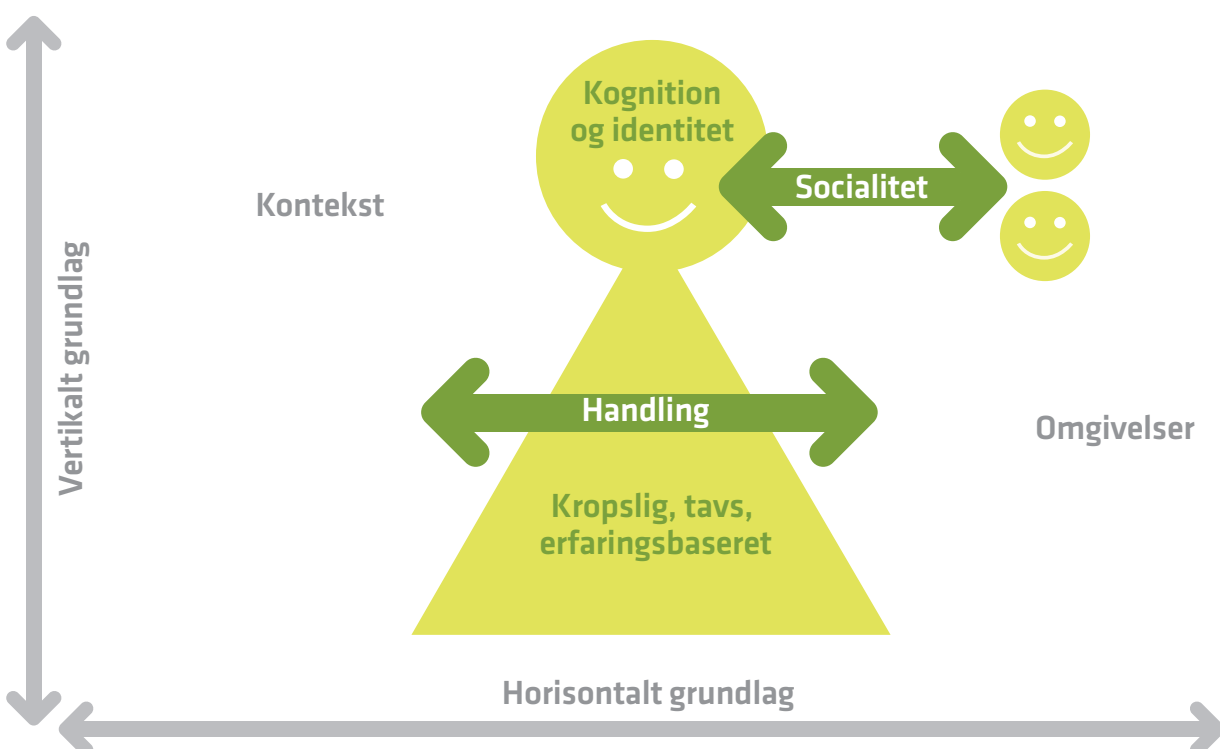 Kognition
og identitet
Socialitet
Kontekst
Vertikalt grundlag
Handling
Omgivelser
Kropslig, tavs,
erfaringsbaseret
Horisontalt grundlag